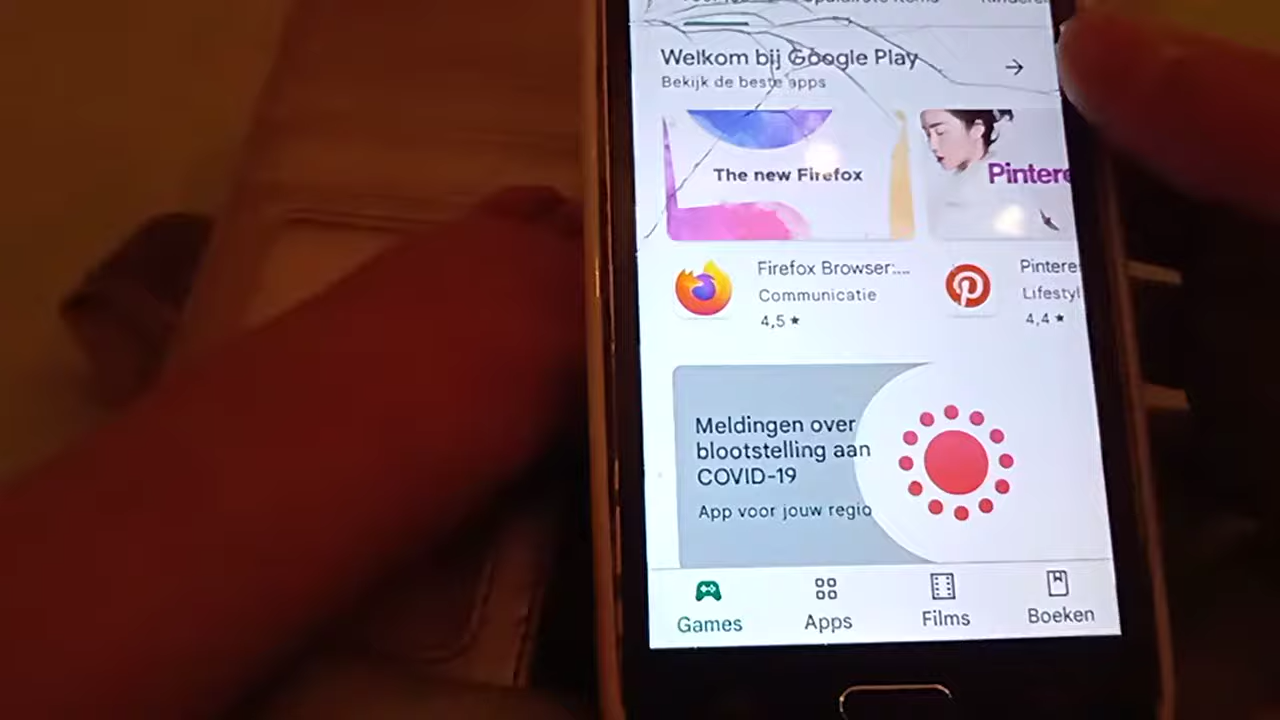 Welkom bij Google Play
Bekijk de beste apps
The new Firefox
Pintere
Firefox Browser:...
Communicatie
4,5 ★
Pintere
Lifestyl
4,4 ★
Meldingen over
blootstelling aan
COVID-19
App voor jouw regio
Games
Apps
Films
Boeken